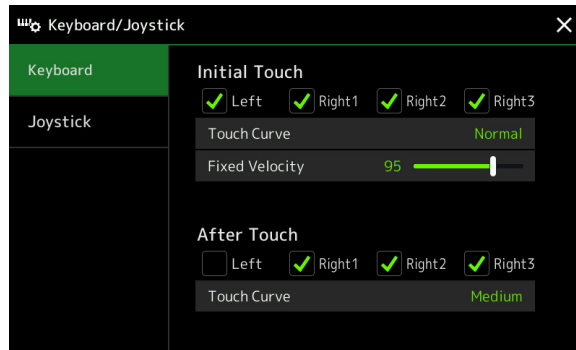 Keyboard/Joystick
Keyboard
Joystick
Initial Touch
Left Right1 Right2 Right3
Touch Curve Normal
Fixed Velocity 95
After Touch
Left Right1 Right2 Right3
Touch Curve Medium